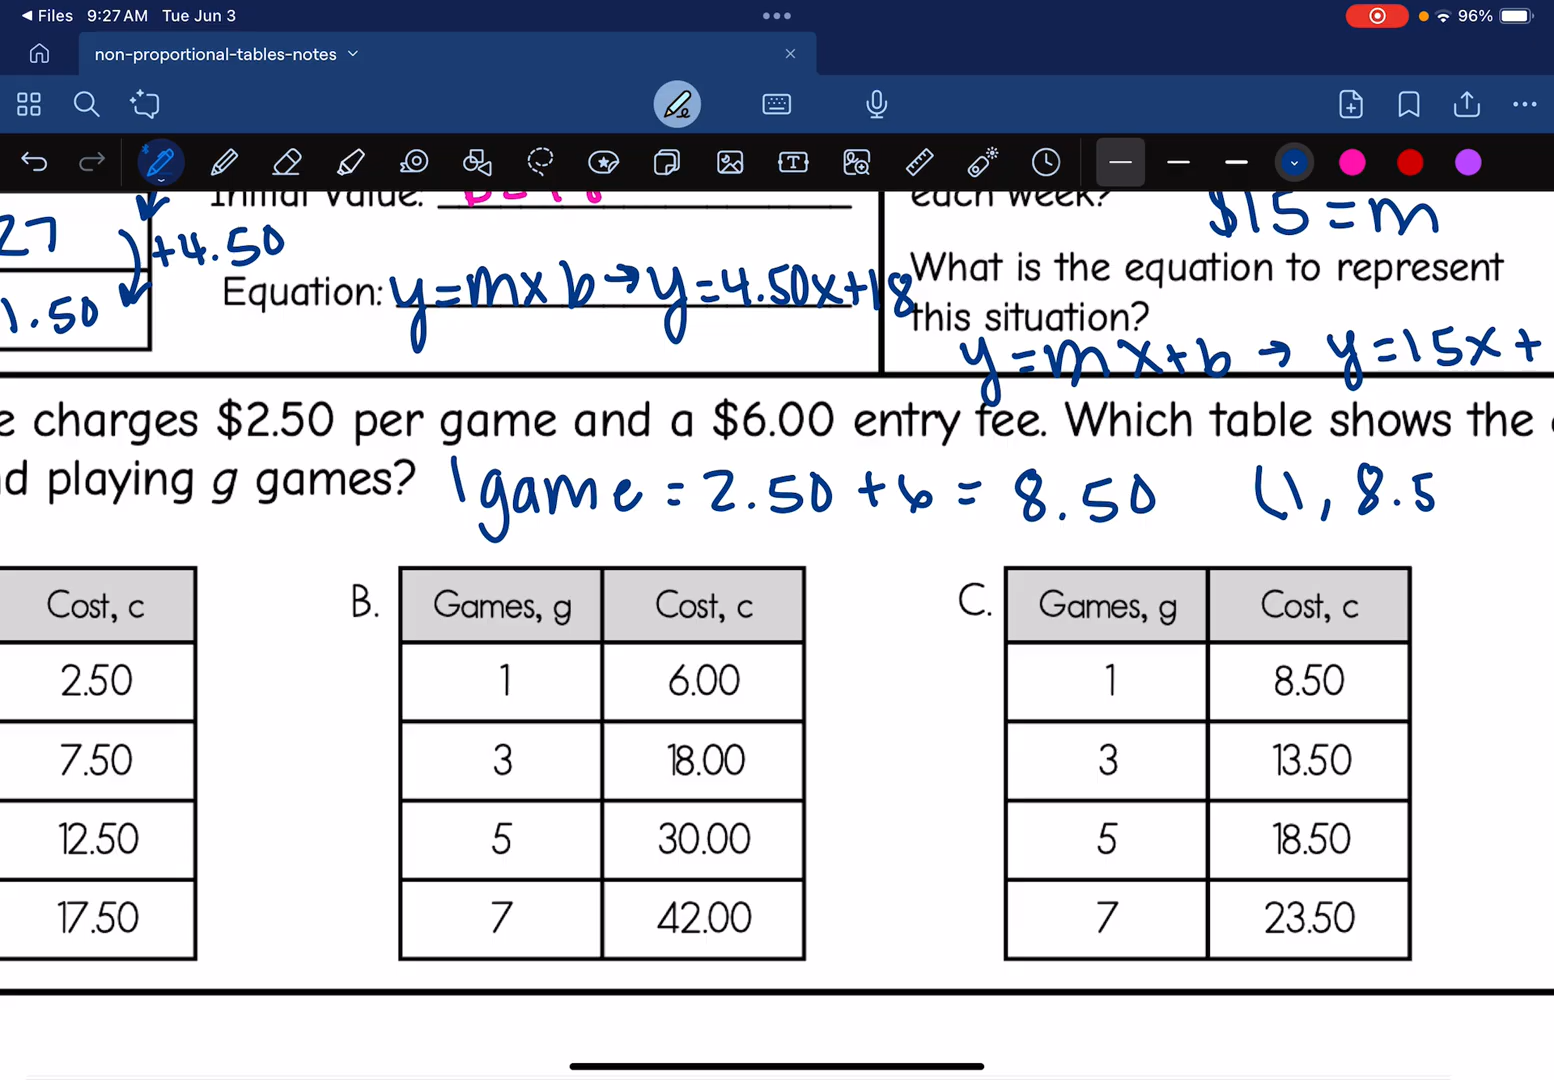 Files 9:27 AM Tue Jun 3 96%
non-proportional-tables-notes
Initial Value:
27
+4.50
1.50
Equation: y=mx b→y=4.50x+18
each week?
$15=m
What is the equation to represent
this situation?
y=mx+b → y=15x+
e charges $2.50 per game and a $6.00 entry fee. Which table shows the
d playing g games? 1 game = 2.50 + 6 = 8.50 (1, 8.5
Cost, c
2.50
7.50
12.50
17.50
B. Games, g Cost, c
1 6.00
3 18.00
5 30.00
7 42.00
C. Games, g Cost, c
1 8.50
3 13.50
5 18.50
7 23.50